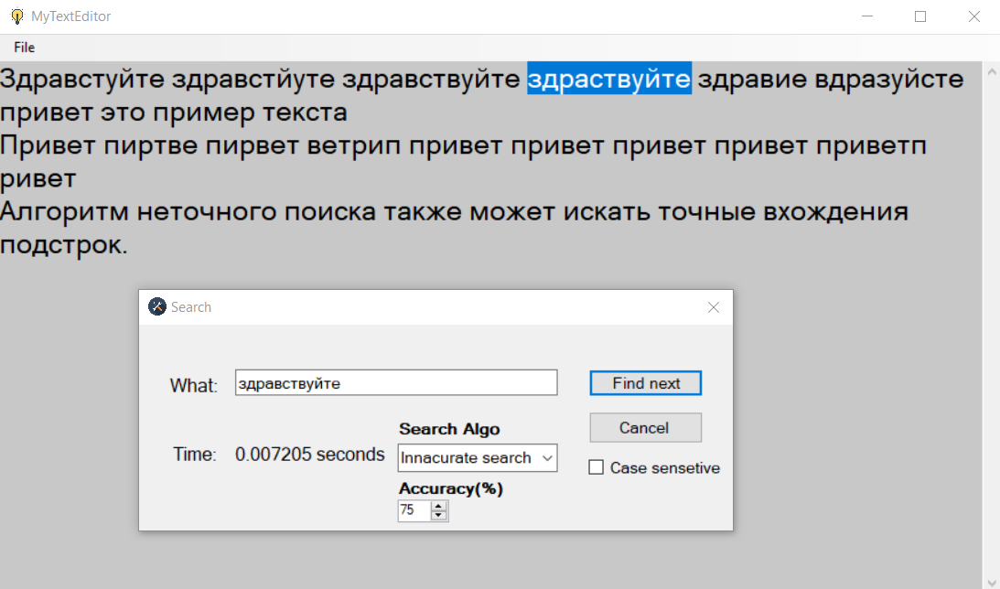 MyTextEditor
File
Здравстуйте здравстйуте здравствуйте здраствуйте здравие вдразуйсте
привет это пример текста
Привет пиртве пирвет ветрип привет привет привет привет приветп
ривет
Алгоритм неточного поиска также может искать точные вхождения
подстрок.
Search
What: здравствуйте Find next
Search Algo Cancel
Time: 0.007205 seconds Innacurate search
Case sensetive
Accuracy(%)
75